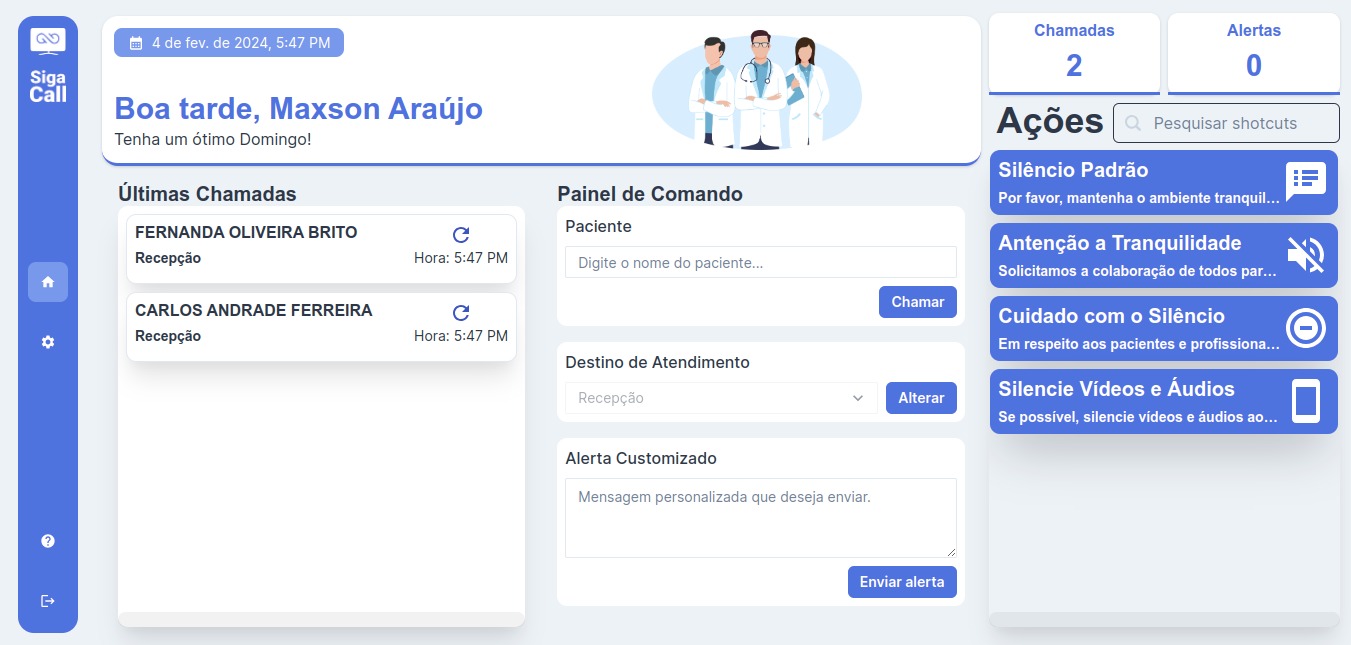 Siga
Call
4 de fev. de 2024, 5:47 PM
Boa tarde, Maxson Araújo
Tenha um ótimo Domingo!
Chamadas
2
Alertas
0
Últimas Chamadas
FERNANDA OLIVEIRA BRITO
Recepção
Hora: 5:47 PM
CARLOS ANDRADE FERREIRA
Recepção
Hora: 5:47 PM
Painel de Comando
Paciente
Digite o nome do paciente...
Chamar
Destino de Atendimento
Recepção
Alterar
Alerta Customizado
Mensagem personalizada que deseja enviar.
Enviar alerta
Ações
Pesquisar shotcuts
Silêncio Padrão
Por favor, mantenha o ambiente tranquil...
Antenção a Tranquilidade
Solicitamos a colaboração de todos par...
Cuidado com o Silêncio
Em respeito aos pacientes e profissiona...
Silencie Vídeos e Áudios
Se possível, silencie vídeos e áudios ao...